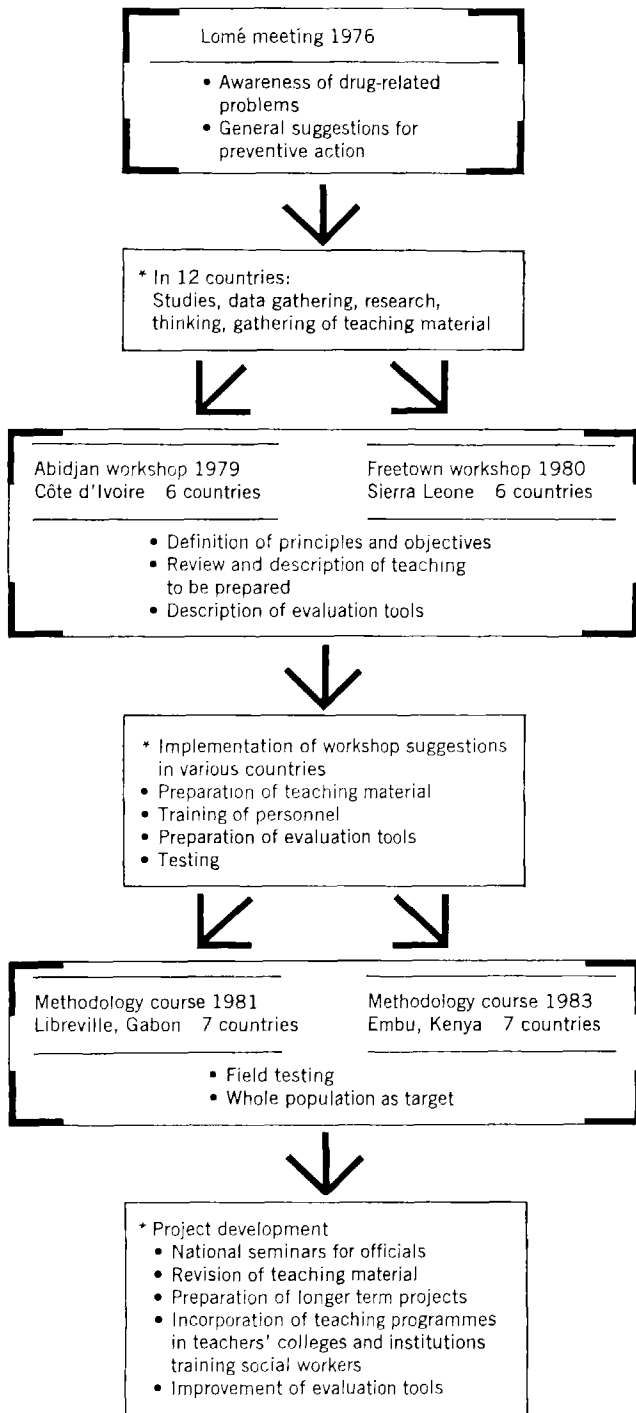 Lomé meeting 1976
• Awareness of drug-related
problems
• General suggestions for
preventive action
* In 12 countries:
Studies, data gathering, research,
thinking, gathering of teaching material
Abidjan workshop 1979
Côte d'Ivoire 6 countries
Freetown workshop 1980
Sierra Leone 6 countries
• Definition of principles and objectives
• Review and description of teaching
to be prepared
• Description of evaluation tools
* Implementation of workshop suggestions
in various countries
• Preparation of teaching material
• Training of personnel
• Preparation of evaluation tools
• Testing
Methodology course 1981
Libreville, Gabon 7 countries
Methodology course 1983
Embu, Kenya 7 countries
• Field testing
• Whole population as target
* Project development
• National seminars for officials
• Revision of teaching material
• Preparation of longer term projects
• Incorporation of teaching programmes
in teachers' colleges and institutions
training social workers
• Improvement of evaluation tools